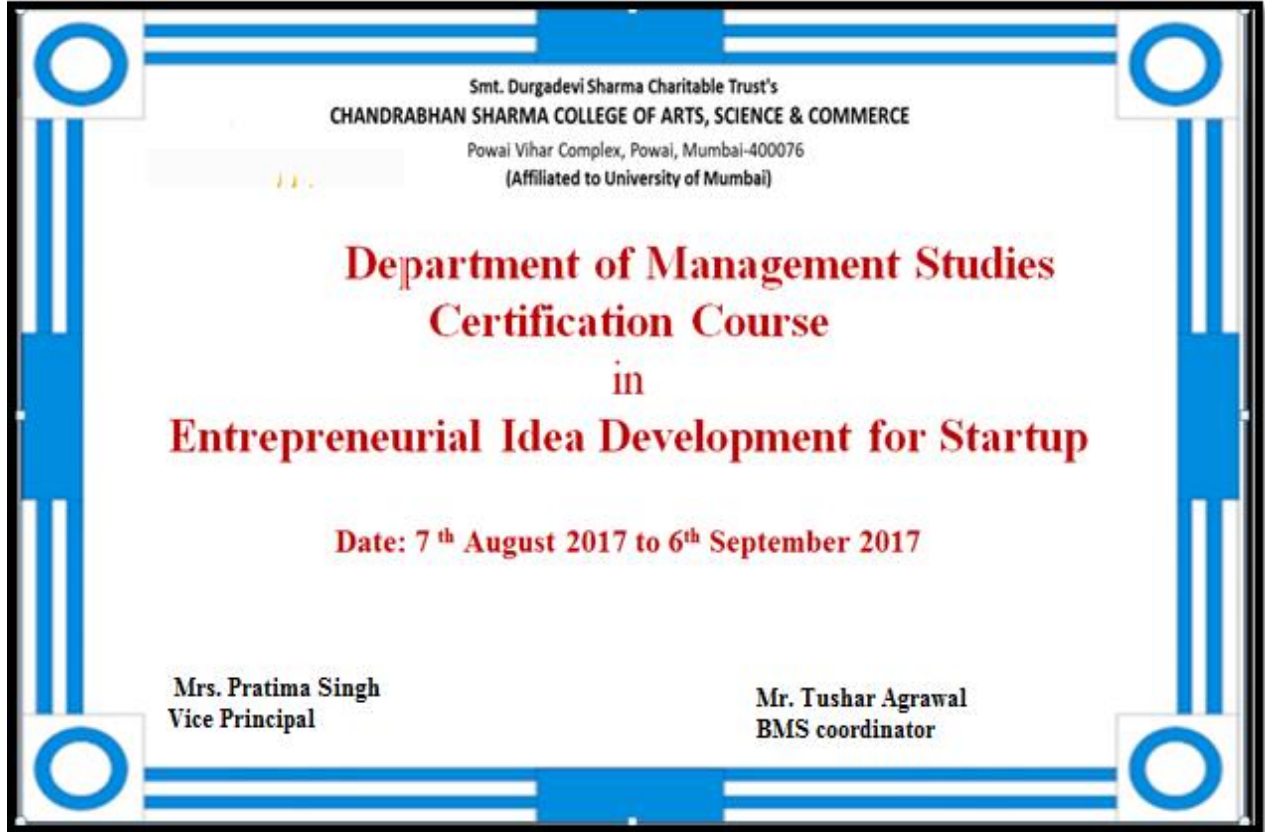 Smt. Durgadevi Sharma Charitable Trust's
CHANDRABHAN SHARMA COLLEGE OF ARTS, SCIENCE & COMMERCE
Powai Vihar Complex, Powai, Mumbai-400076
(Affiliated to University of Mumbai)
Department of Management Studies
Certification Course
in
Entrepreneurial Idea Development for Startup
Date: 7 th August 2017 to 6th September 2017
Mrs. Pratima Singh
Vice Principal
Mr. Tushar Agrawal
BMS coordinator